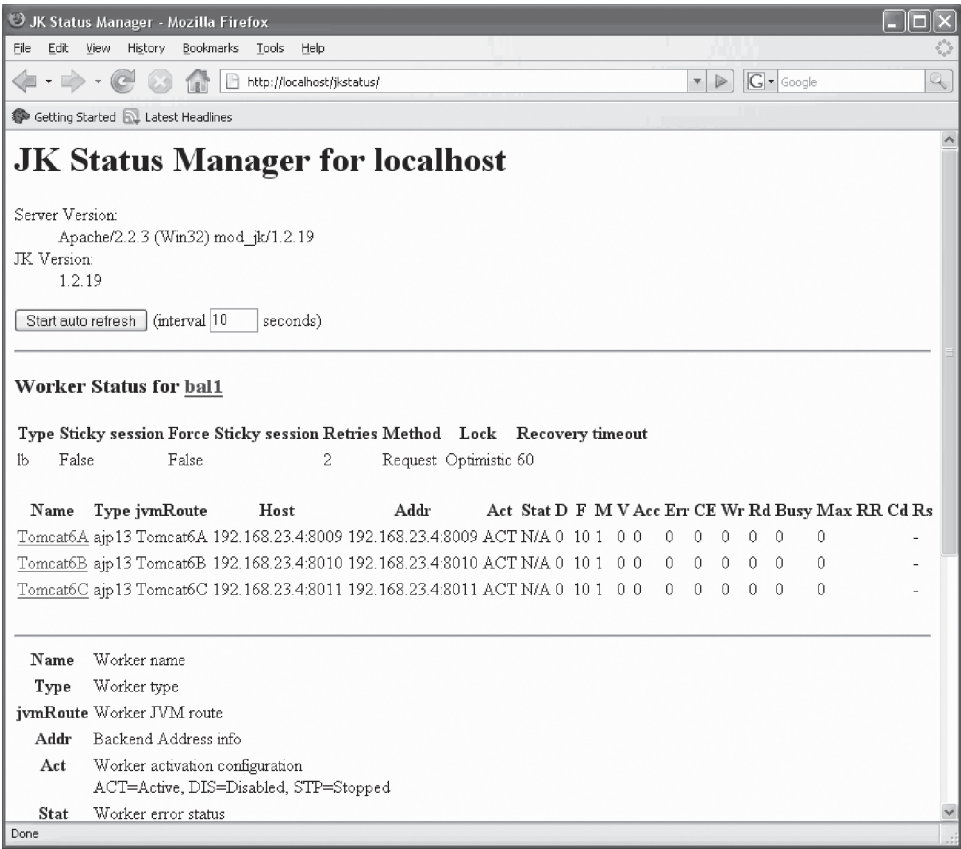 JK Status Manager - Mozilla Firefox
File Edit View History Bookmarks Tools Help
http://localhost/jkstatus/
G Google
Getting Started Latest Headlines
JK Status Manager for localhost
Server Version:
Apache/2.2.3 (Win32) mod_jk/1.2.19
JK Version:
1.2.19
Start auto refresh (interval 10 seconds)
Worker Status for bal1
Type Sticky session Force Sticky session Retries Method Lock Recovery timeout
lb False False 2 Request Optimistic 60
Name Type jvmRoute Host Addr Act Stat D F M V Acc Err CE Wr Rd Busy Max RR Cd Rs
Tomcat6A ajp13 Tomcat6A 192.168.23.4:8009 192.168.23.4:8009 ACT N/A 0 10 1 0 0 0 0 0 0 0 0 -
Tomcat6B ajp13 Tomcat6B 192.168.23.4:8010 192.168.23.4:8010 ACT N/A 0 10 1 0 0 0 0 0 0 0 0 -
Tomcat6C ajp13 Tomcat6C 192.168.23.4:8011 192.168.23.4:8011 ACT N/A 0 10 1 0 0 0 0 0 0 0 0 -
Name Worker name
Type Worker type
jvmRoute Worker JVM route
Addr Backend Address info
Act Worker activation configuration
ACT=Active, DIS=Disabled, STP=Stopped
Stat Worker error status
Done